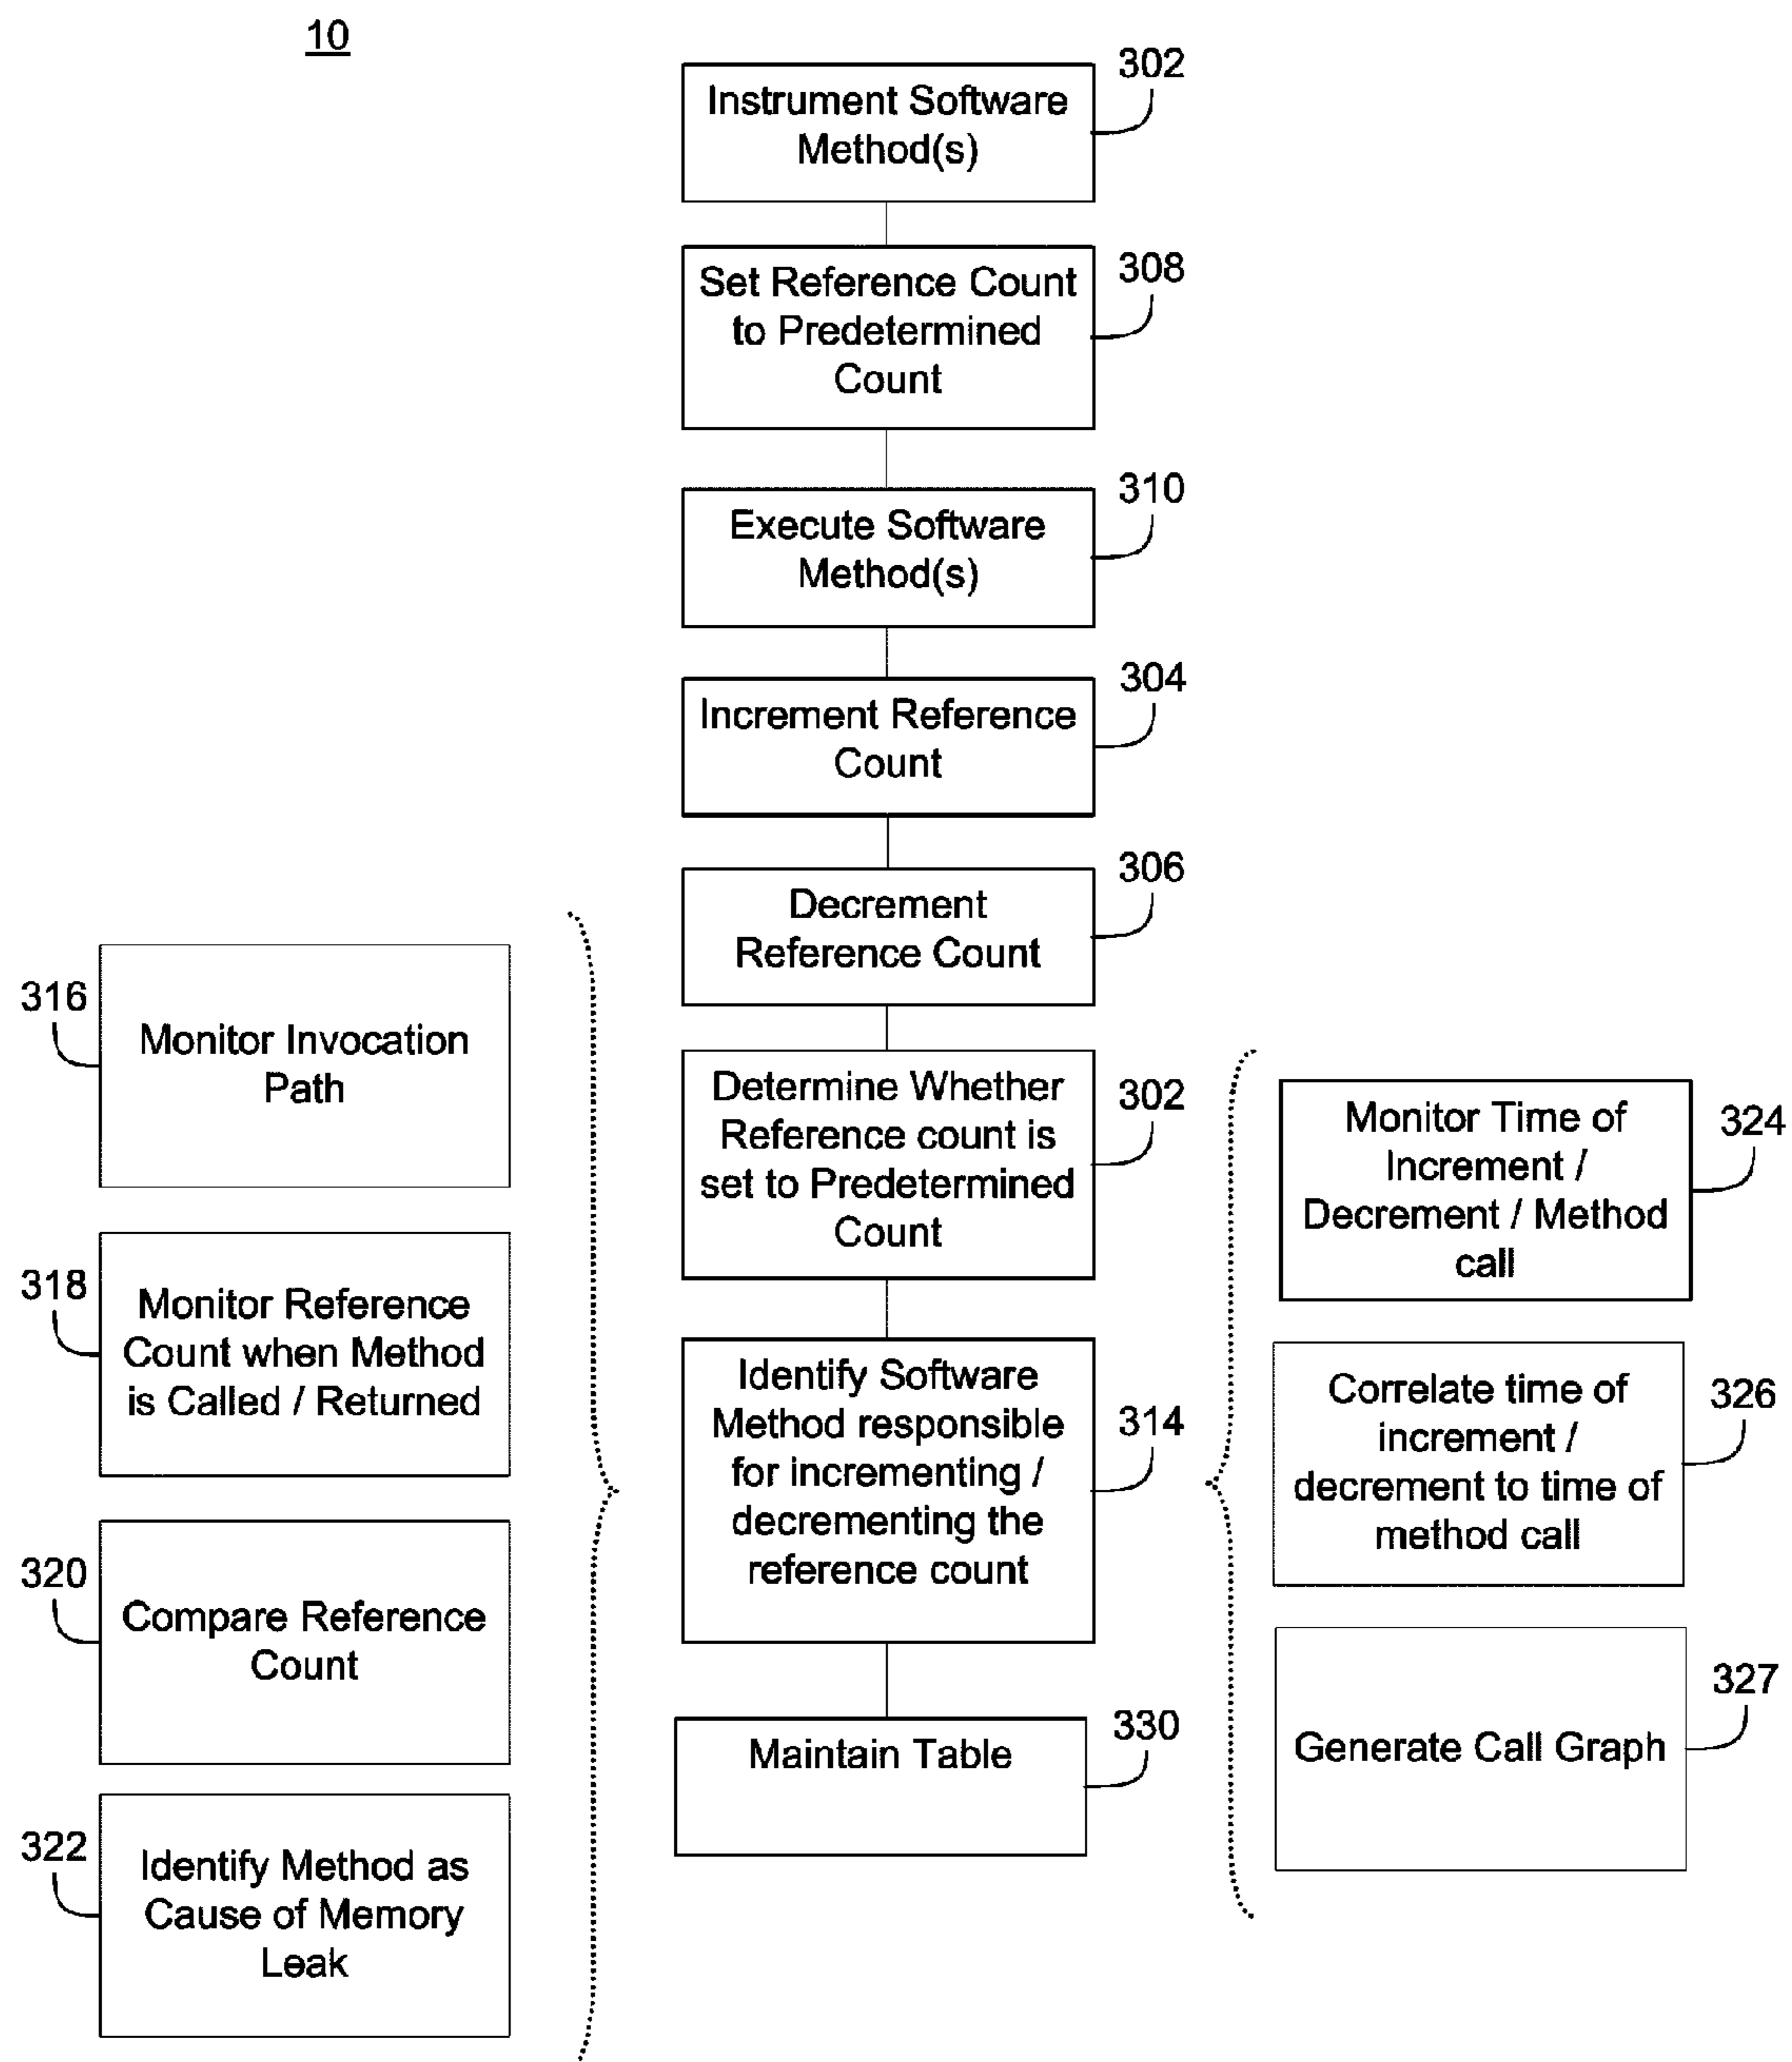 10
302
Instrument Software
Method(s)
308
Set Reference Count
to Predetermined
Count
310
Execute Software
Method(s)
304
Increment Reference
Count
306
Decrement
Reference Count
302
Determine Whether
Reference count is
set to Predetermined
Count
314
Identify Software
Method responsible
for incrementing /
decrementing the
reference count
330
Maintain Table
316
Monitor Invocation
Path
318
Monitor Reference
Count when Method
is Called / Returned
320
Compare Reference
Count
322
Identify Method as
Cause of Memory
Leak
324
Monitor Time of
Increment /
Decrement / Method
call
326
Correlate time of
increment /
decrement to time of
method call
327
Generate Call Graph